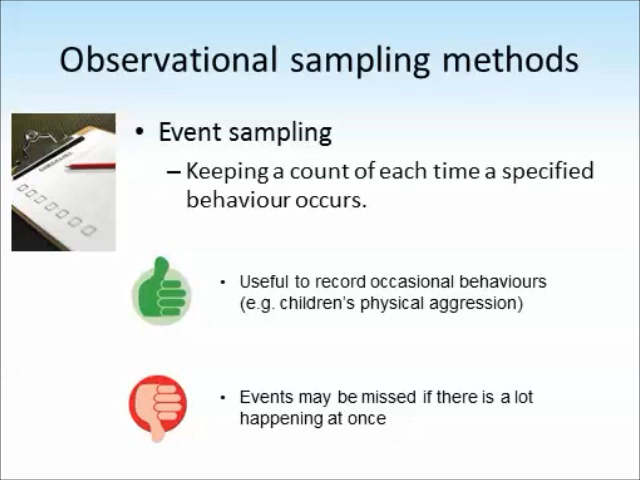 Observational sampling methods
• Event sampling
– Keeping a count of each time a specified
behaviour occurs.
• Useful to record occasional behaviours
(e.g. children's physical aggression)
• Events may be missed if there is a lot
happening at once